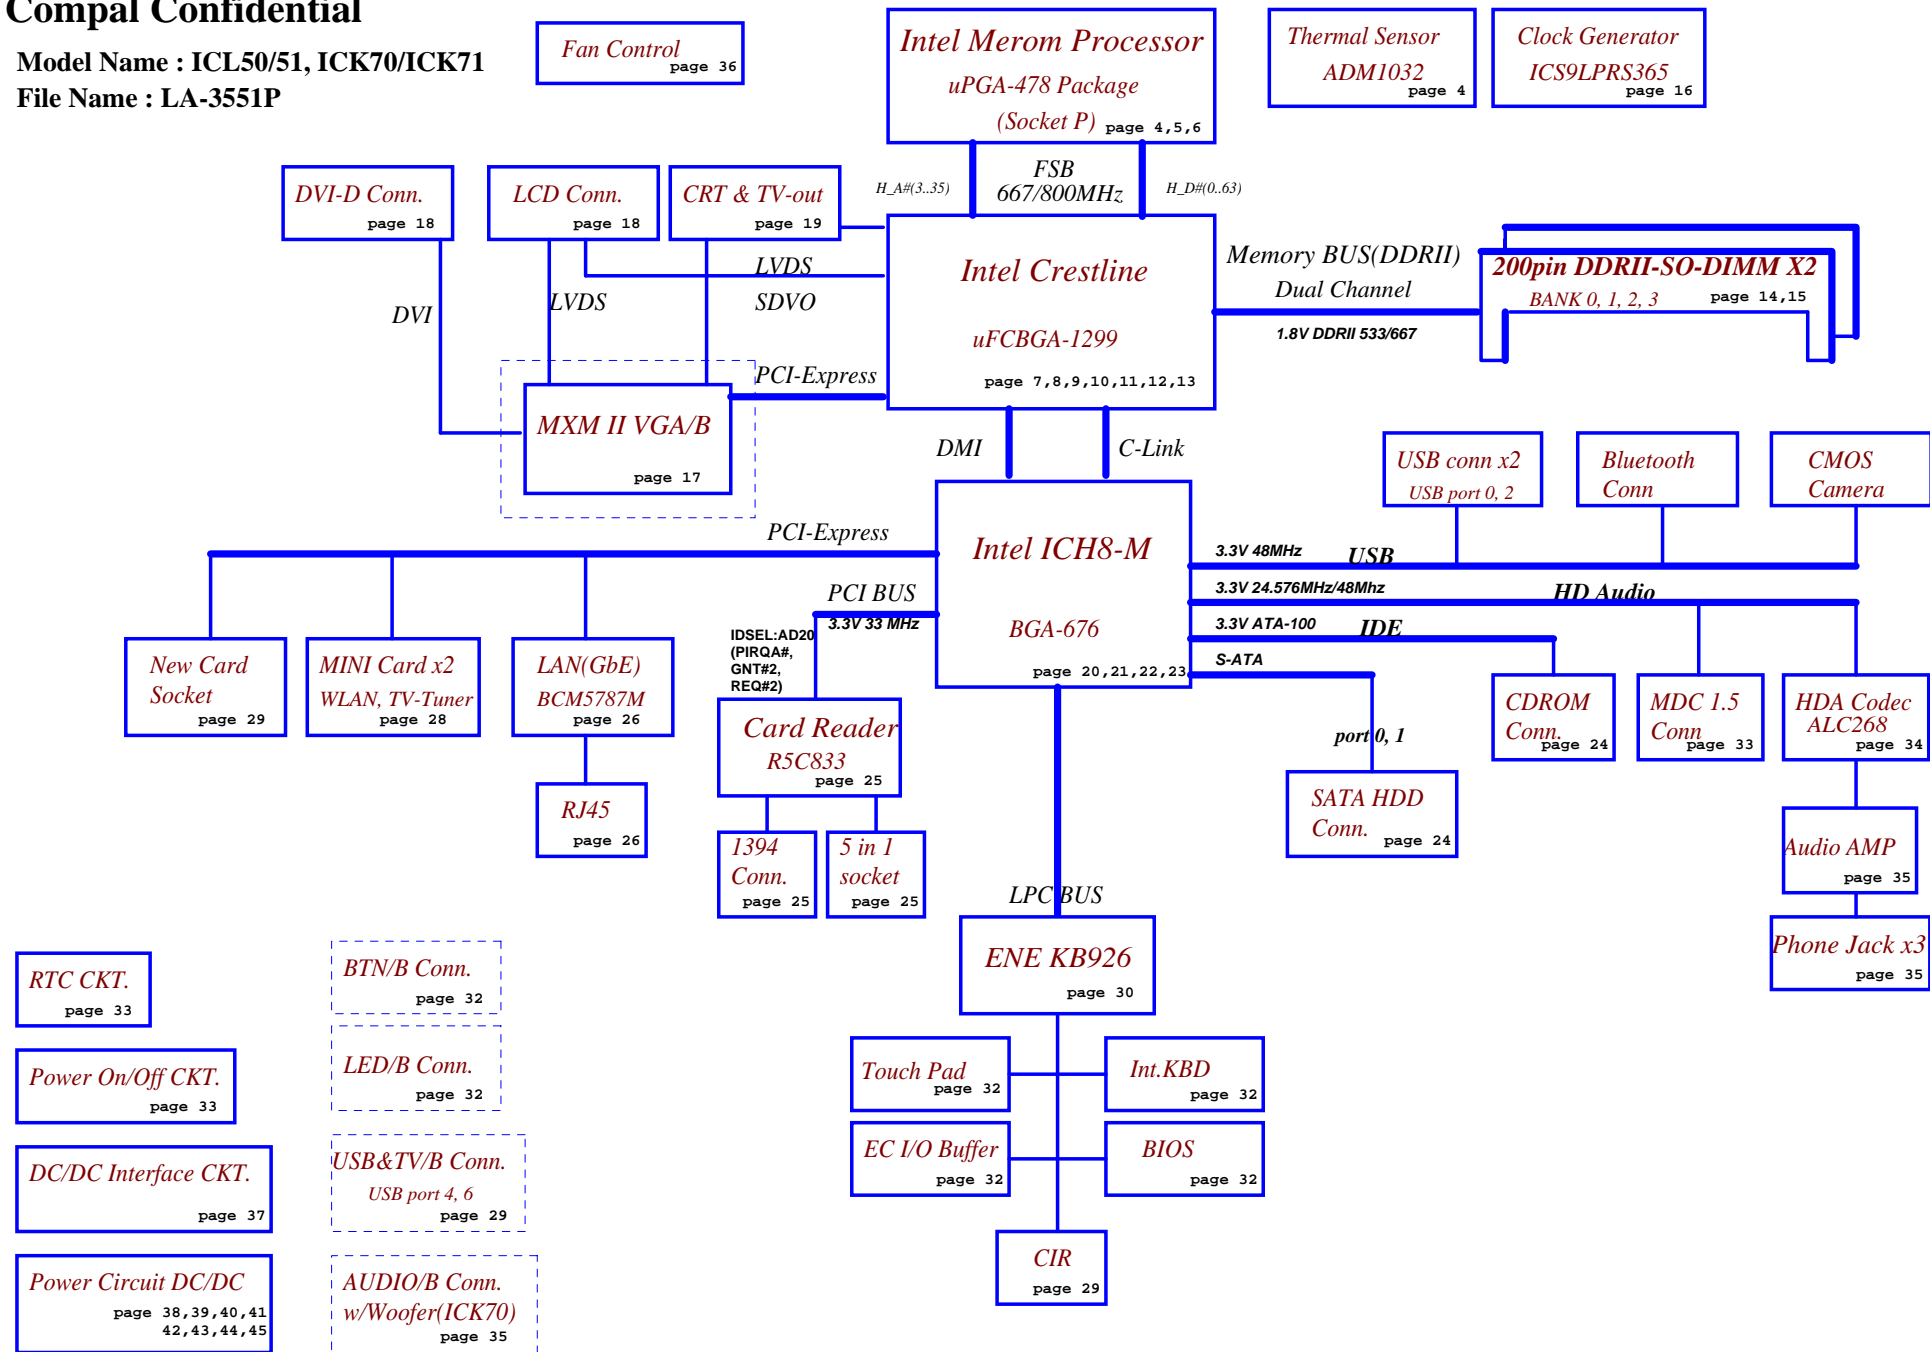 Compal Confidential
Model Name : ICL50/51, ICK70/ICK71
File Name : LA-3551P
Fan Control
page 36
Intel Merom Processor
uPGA-478 Package
(Socket P) page 4,5,6
Thermal Sensor
ADM1032
page 4
Clock Generator
ICS9LPRS365
page 16
H_A#(3..35)
FSB
667/800MHz
H_D#(0..63)
DVI-D Conn.
page 18
LCD Conn.
page 18
CRT & TV-out
page 19
LVDS
SDVO
LVDS
DVI
Intel Crestline
uFCBGA-1299
page 7,8,9,10,11,12,13
Memory BUS(DDRII)
Dual Channel
1.8V DDRII 533/667
200pin DDRII-SO-DIMM X2
BANK 0, 1, 2, 3 page 14,15
PCI-Express
MXM II VGA/B
page 17
DMI
C-Link
USB conn x2
USB port 0, 2
Bluetooth
Conn
CMOS
Camera
PCI-Express
Intel ICH8-M
BGA-676
page 20,21,22,23
3.3V 48MHz USB
3.3V 24.576MHz/48Mhz HD Audio
3.3V ATA-100 IDE
S-ATA
PCI BUS
3.3V 33 MHz
IDSEL:AD20
(PIRQA#,
GNT#2,
REQ#2)
New Card
Socket
page 29
MINI Card x2
WLAN, TV-Tuner
page 28
LAN(GbE)
BCM5787M
page 26
RJ45
page 26
Card Reader
R5C833
page 25
1394
Conn.
page 25
5 in 1
socket
page 25
port 0, 1
SATA HDD
Conn.
page 24
CDROM
Conn.
page 24
MDC 1.5
Conn
page 33
HDA Codec
ALC268
page 34
Audio AMP
page 35
Phone Jack x3
page 35
LPC BUS
ENE KB926
page 30
Touch Pad
page 32
Int.KBD
page 32
EC I/O Buffer
page 32
BIOS
page 32
CIR
page 29
RTC CKT.
page 33
Power On/Off CKT.
page 33
DC/DC Interface CKT.
page 37
Power Circuit DC/DC
page 38,39,40,41
42,43,44,45
BTN/B Conn.
page 32
LED/B Conn.
page 32
USB&TV/B Conn.
USB port 4, 6
page 29
AUDIO/B Conn.
w/Woofer(ICK70)
page 35